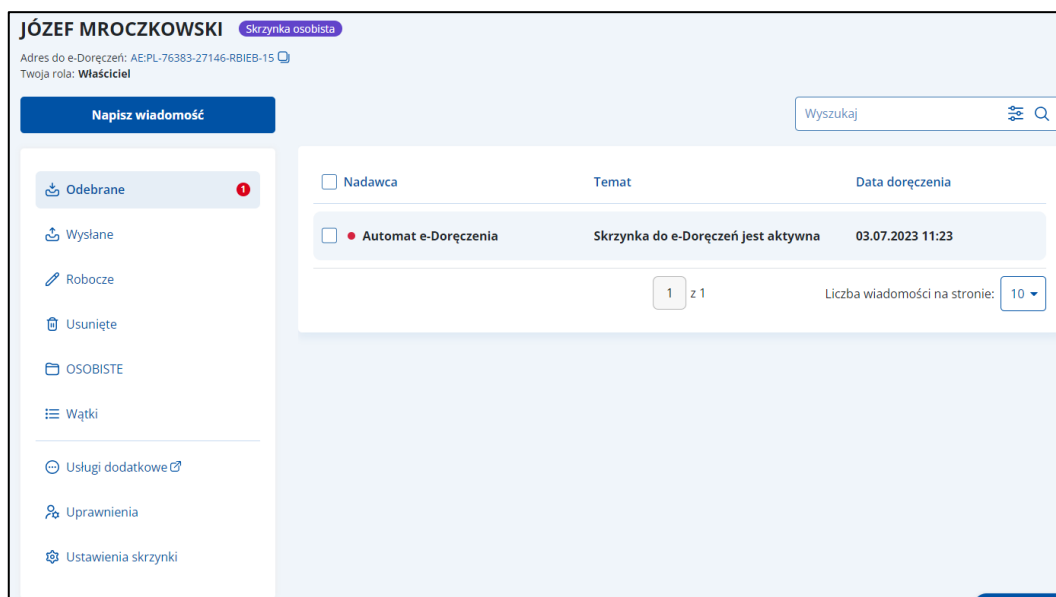 JÓZEF MROCZKOWSKI Skrzynka osobista
Adres do e-Doręczeń: AE:PL-76383-27146-RBIEB-15
Twoja rola: Właściciel
Napisz wiadomość
Wyszukaj
Odebrane 1
Wysłane
Robocze
Usunięte
OSOBISTE
Wątki
Usługi dodatkowe
Uprawnienia
Ustawienia skrzynki
Nadawca Temat Data doręczenia
Automat e-Doręczenia Skrzynka do e-Doręczeń jest aktywna 03.07.2023 11:23
1 z 1 Liczba wiadomości na stronie: 10